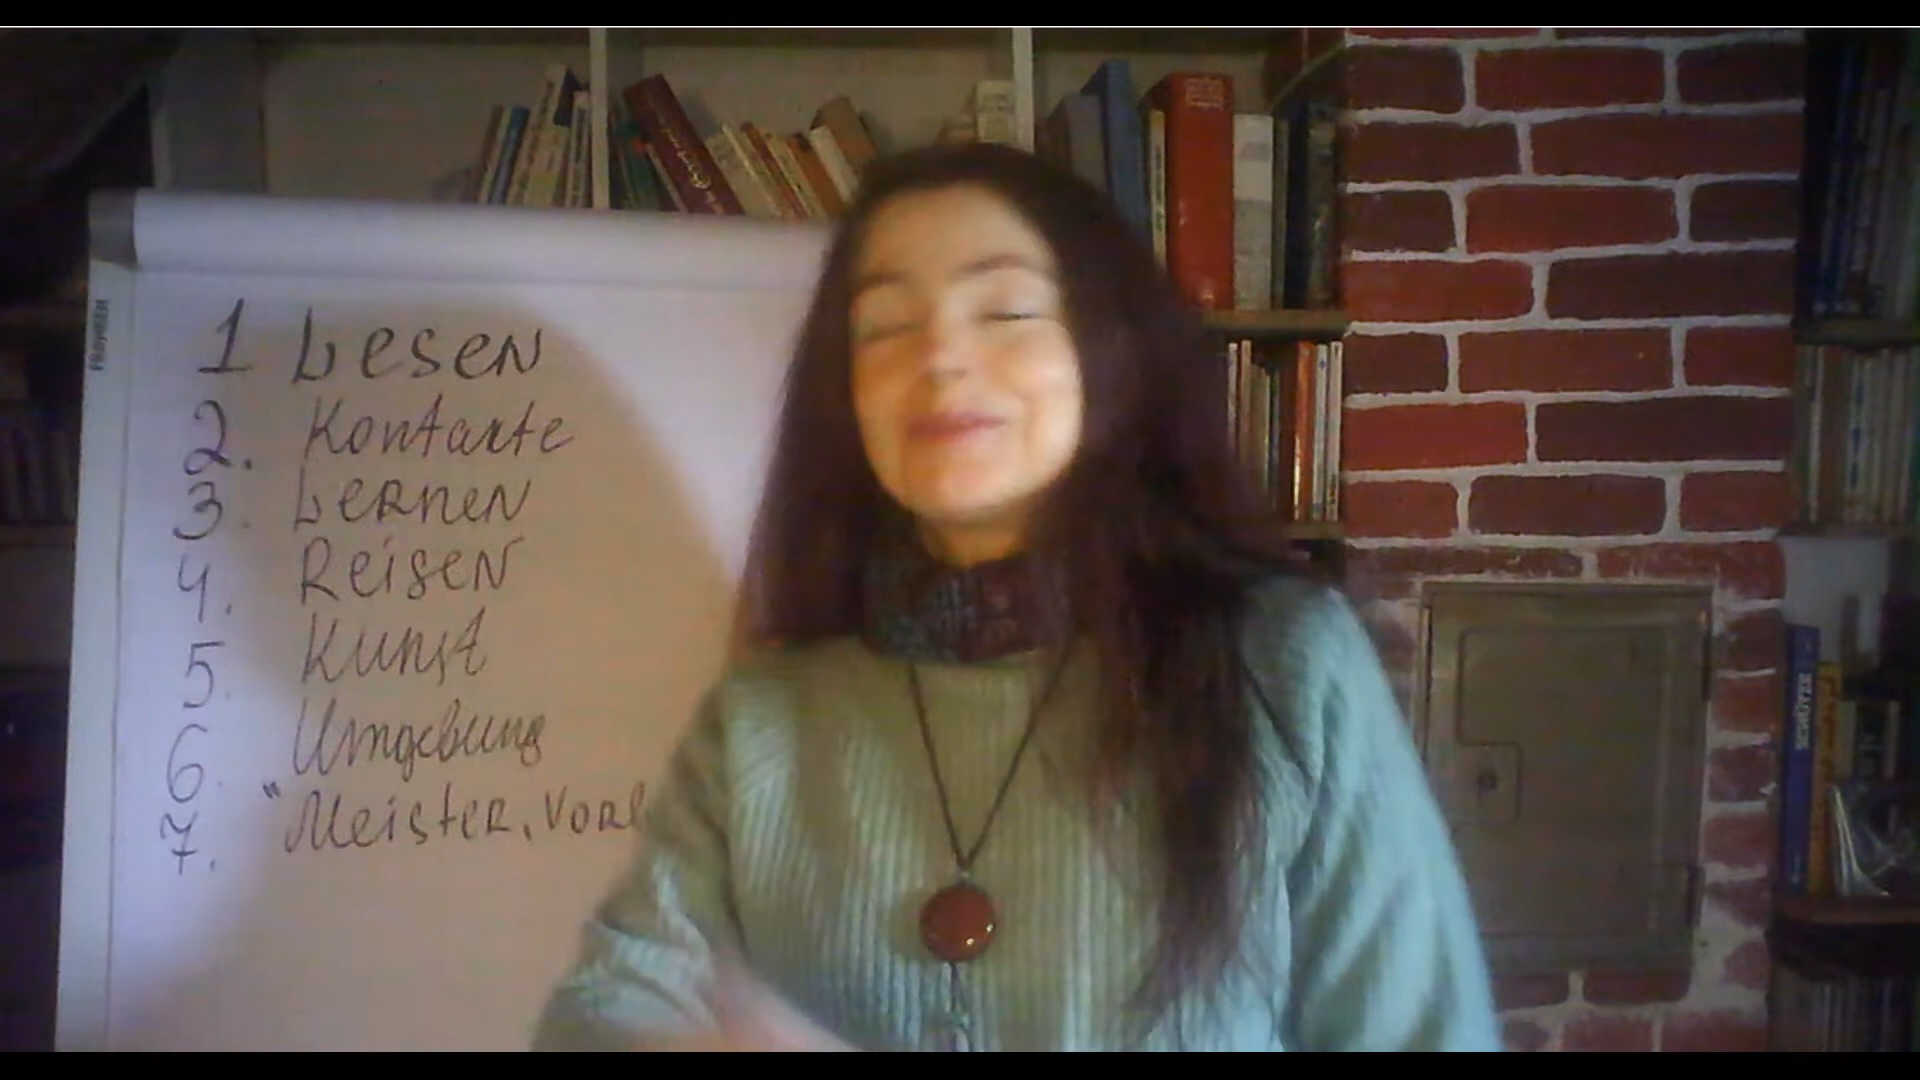 1 Lesen
2. Kontakte
3. Lernen
4. Reisen
5. Kunst
6. Umgebung
7. "Meister, Vorl